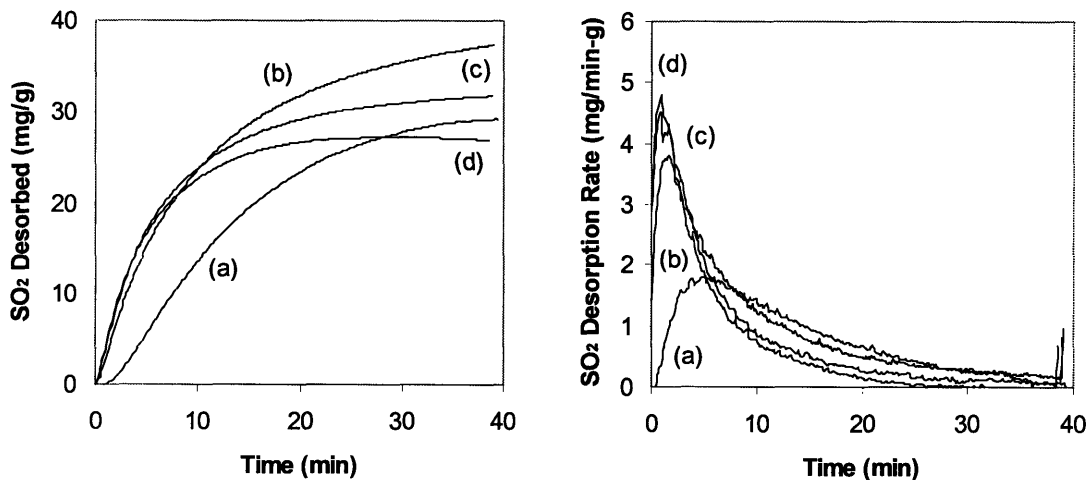 SO2 Desorbed (mg/g)
40
30
20
10
0
(b)
(c)
(d)
(a)
0 10 20 30 40
Time (min)
SO2 Desorption Rate (mg/min-g)
6
5
4
3
2
1
0
(d)
(c)
(b)
(a)
0 10 20 30 40
Time (min)